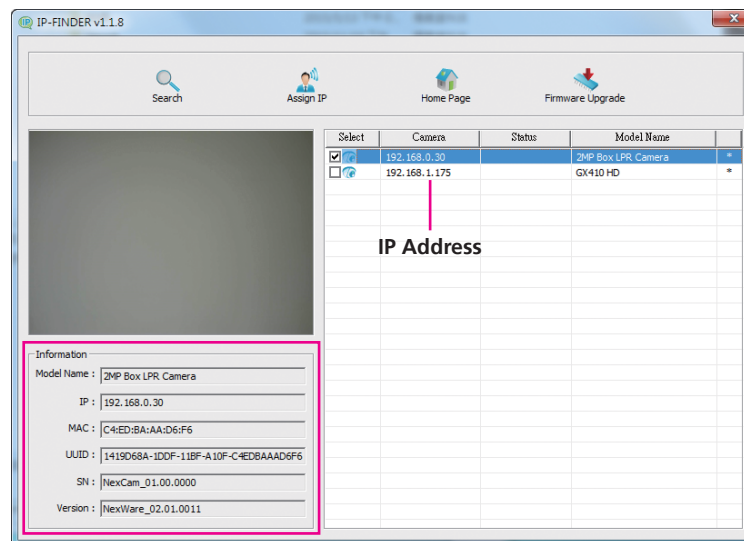 IP-FINDER v1.1.8
Search
Assign IP
Home Page
Firmware Upgrade
Select Camera Status Model Name
192.168.0.30 2MP Box LPR Camera *
192.168.1.175 GX410 HD *
IP Address
Information
Model Name : 2MP Box LPR Camera
IP : 192.168.0.30
MAC : C4:ED:BA:AA:D6:F6
UUID : 1419D68A-1DDF-11BF-A10F-C4EDBAAAD6F6
SN : NexCam_01.00.0000
Version : NexWare_02.01.0011